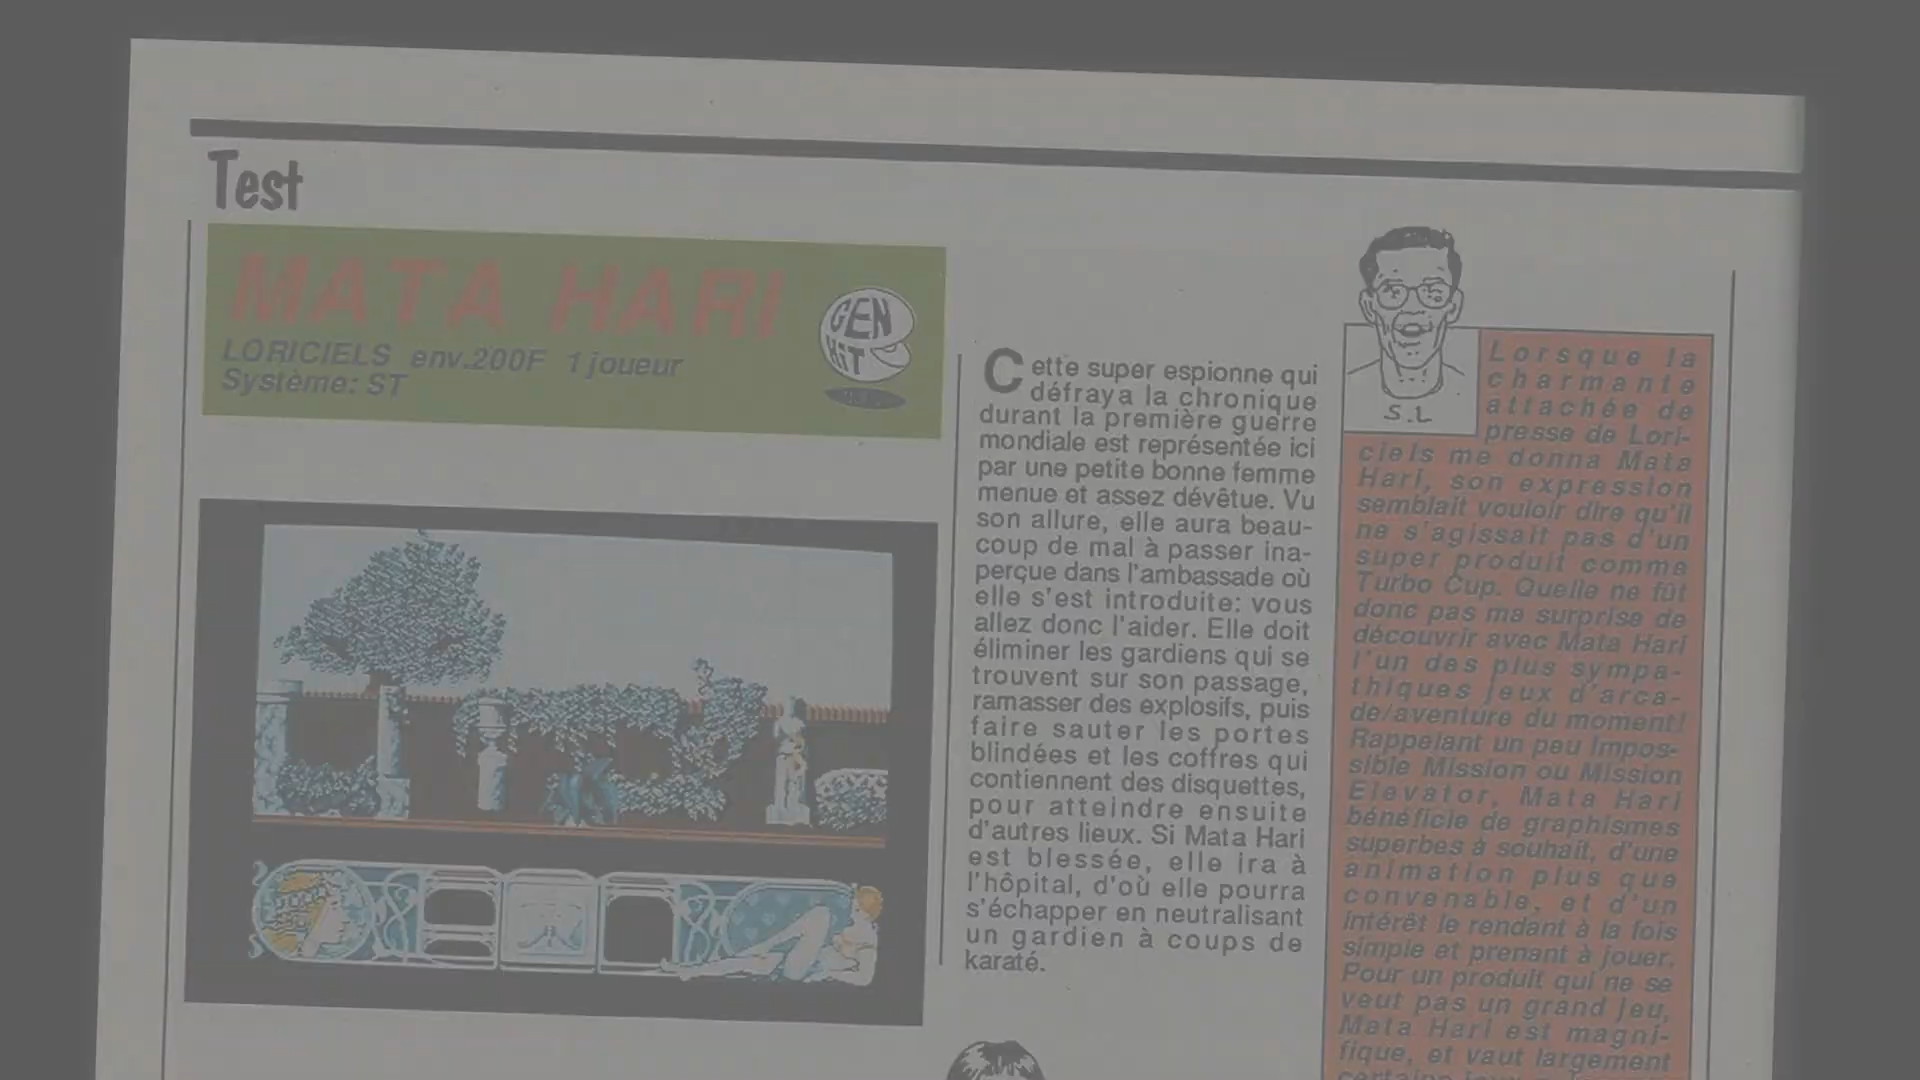 Test
MATA HARI
LORICIELS env.200F 1 joueur
Système: ST
GEN
HiT
Cette super espionne qui
défraya la chronique
durant la première guerre
mondiale est représentée ici
par une petite bonne femme
menue et assez dévêtue. Vu
son allure, elle aura beau-
coup de mal à passer ina-
perçue dans l'ambassade où
elle s'est introduite: vous
allez donc l'aider. Elle doit
éliminer les gardiens qui se
trouvent sur son passage,
ramasser des explosifs, puis
faire sauter les portes
blindées et les coffres qui
contiennent des disquettes,
pour atteindre ensuite
d'autres lieux. Si Mata Hari
est blessée, elle ira à
l'hôpital, d'où elle pourra
s'échapper en neutralisant
un gardien à coups de
karaté.
S.L
Lorsque la
charmante
attachée de
presse de Lori-
ciels me donna Mata
Hari, son expression
semblait vouloir dire qu'il
ne s'agissait pas d'un
super produit comme
Turbo Cup. Quelle ne fût
donc pas ma surprise de
découvrir avec Mata Hari
l'un des plus sympa-
thiques jeux d'arca-
de/aventure du moment!
Rappelant un peu Impos-
sible Mission ou Mission
Elevator, Mata Hari
bénéficie de graphismes
superbes à souhait, d'une
animation plus que
convenable, et d'un
intérêt le rendant à la fois
simple et prenant à jouer.
Pour un produit qui ne se
veut pas un grand jeu,
Mata Hari est magni-
fique, et vaut largement